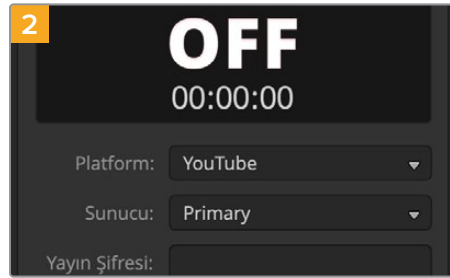 2
OFF
00:00:00
Platform: YouTube
Sunucu: Primary
Yayın Şifresi: